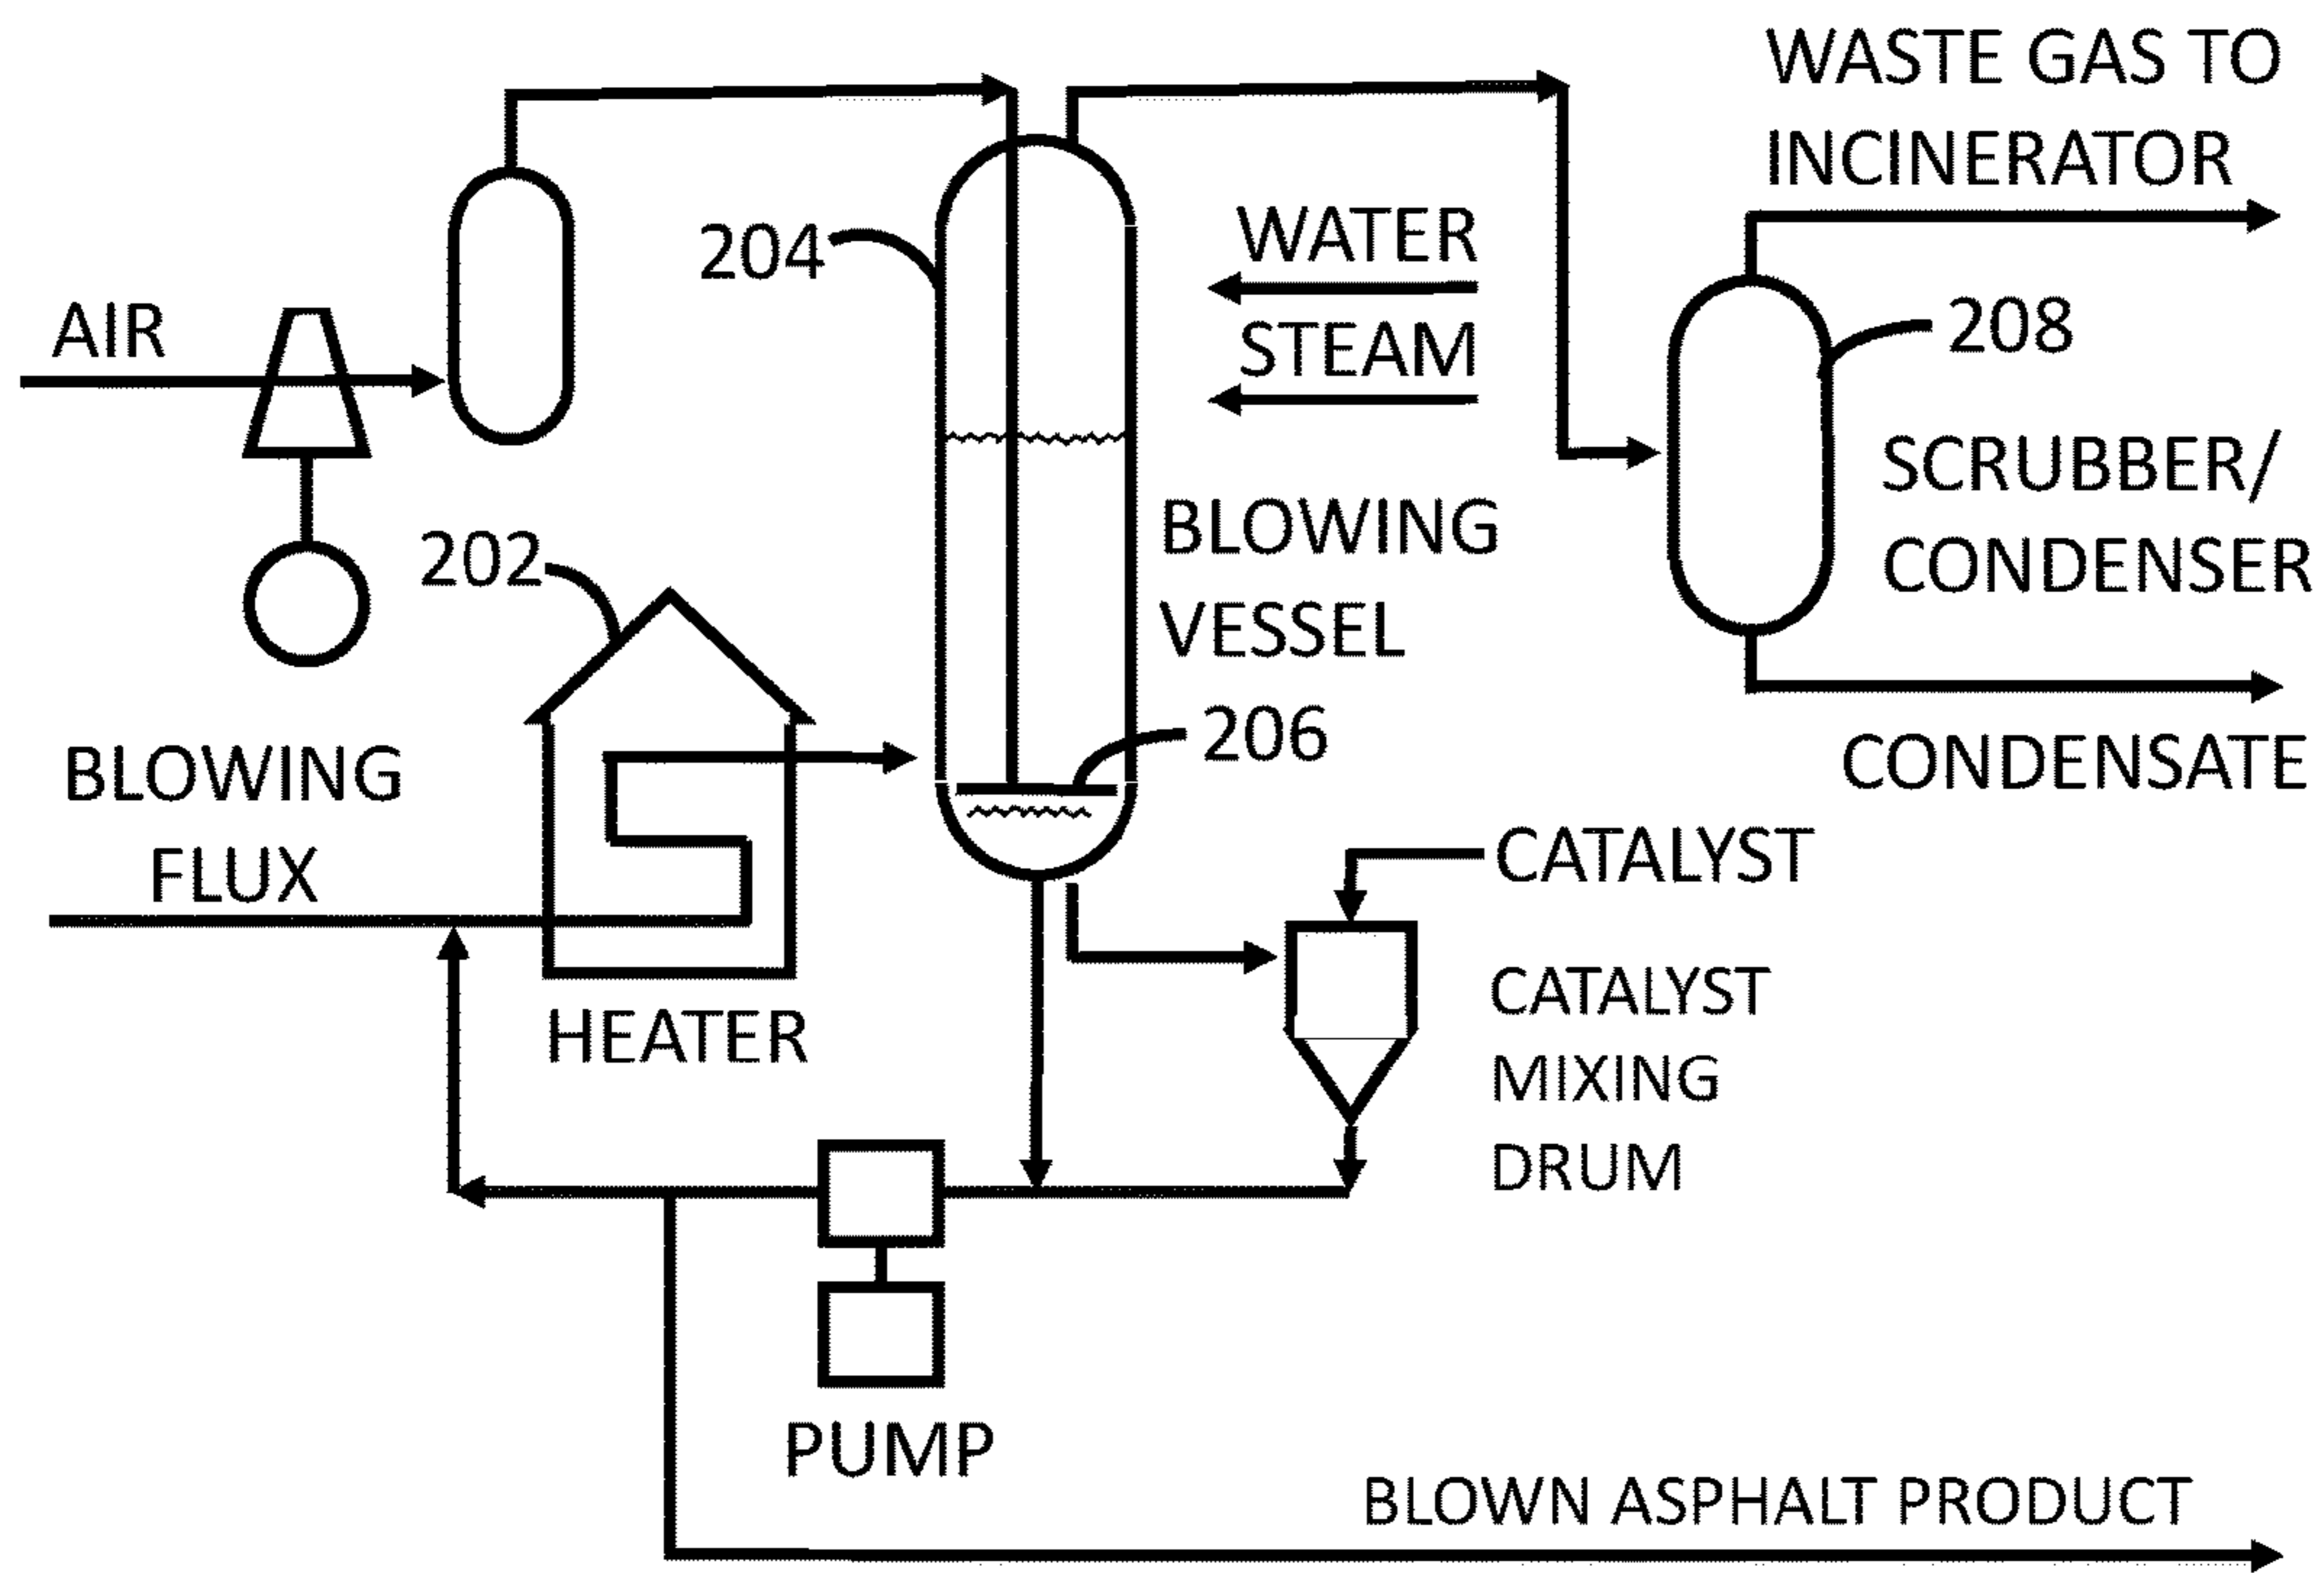 WASTE GAS TO
INCINERATOR
204
WATER
STEAM
AIR
208
SCRUBBER/
CONDENSER
202
BLOWING
VESSEL
206
BLOWING
FLUX
CONDENSATE
CATALYST
HEATER
CATALYST
MIXING
DRUM
PUMP
BLOWN ASPHALT PRODUCT